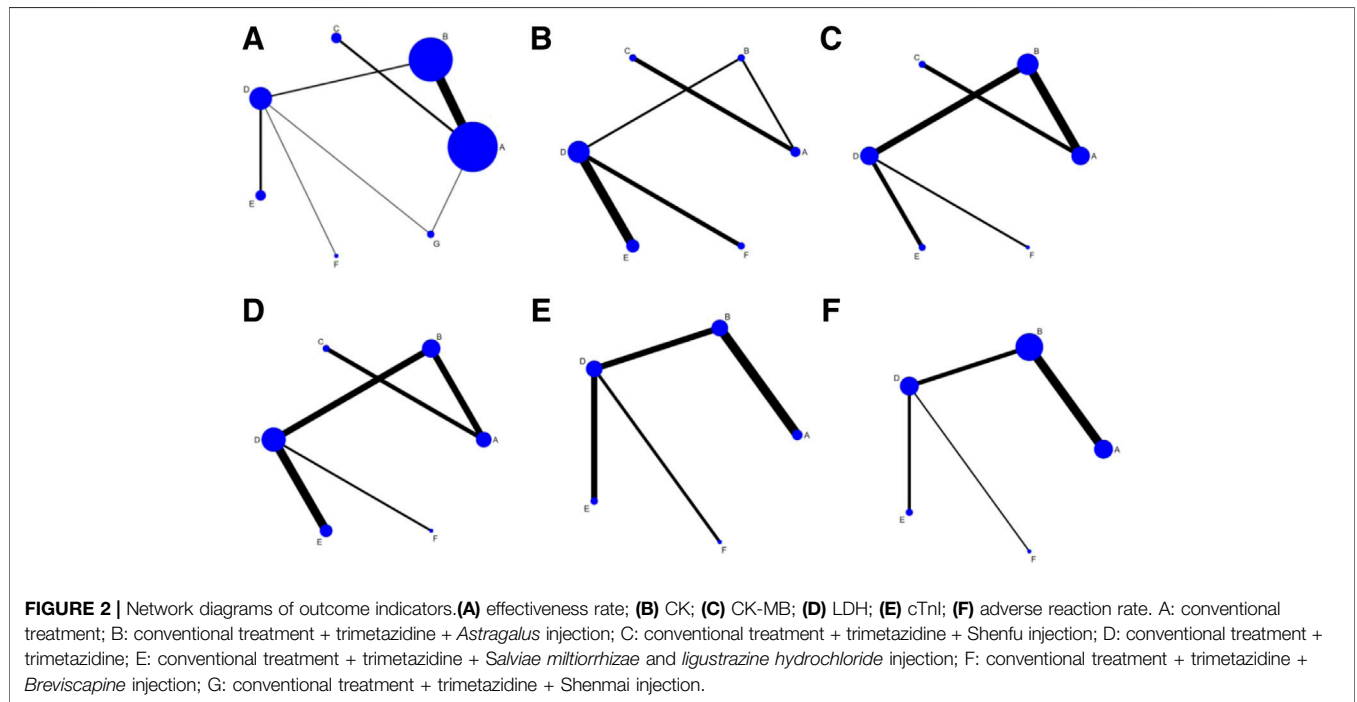 A
B
C
C
B
D
A
E
G
F
C
B
D
A
E
F
C
B
D
A
E
F
D
E
F
C
B
D
A
E
F
B
D
A
E
F
B
D
A
E
F
FIGURE 2 | Network diagrams of outcome indicators.(A) effectiveness rate; (B) CK; (C) CK-MB; (D) LDH; (E) cTnI; (F) adverse reaction rate. A: conventional
treatment; B: conventional treatment + trimetazidine + Astragalus injection; C: conventional treatment + trimetazidine + Shenfu injection; D: conventional treatment +
trimetazidine; E: conventional treatment + trimetazidine + Salviae miltiorrhizae and ligustrazine hydrochloride injection; F: conventional treatment + trimetazidine +
Breviscapine injection; G: conventional treatment + trimetazidine + Shenmai injection.